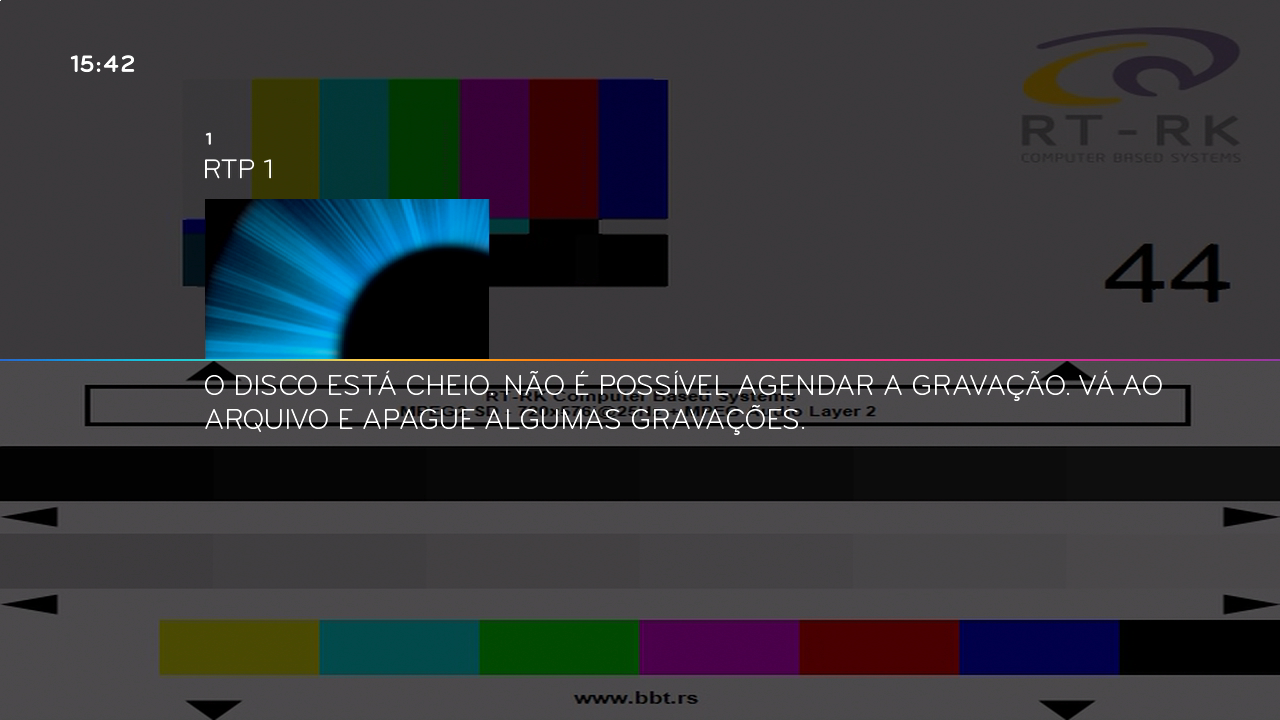 15:42
RT-RK
COMPUTER BASED SYSTEMS
1
RTP 1
44
O DISCO ESTÁ CHEIO. NÃO É POSSÍVEL AGENDAR A GRAVAÇÃO. VÁ AO
ARQUIVO E APAGUE ALGUMAS GRAVAÇÕES.
RT-RK Computer Based Systems
Layer 2
www.bbt.rs